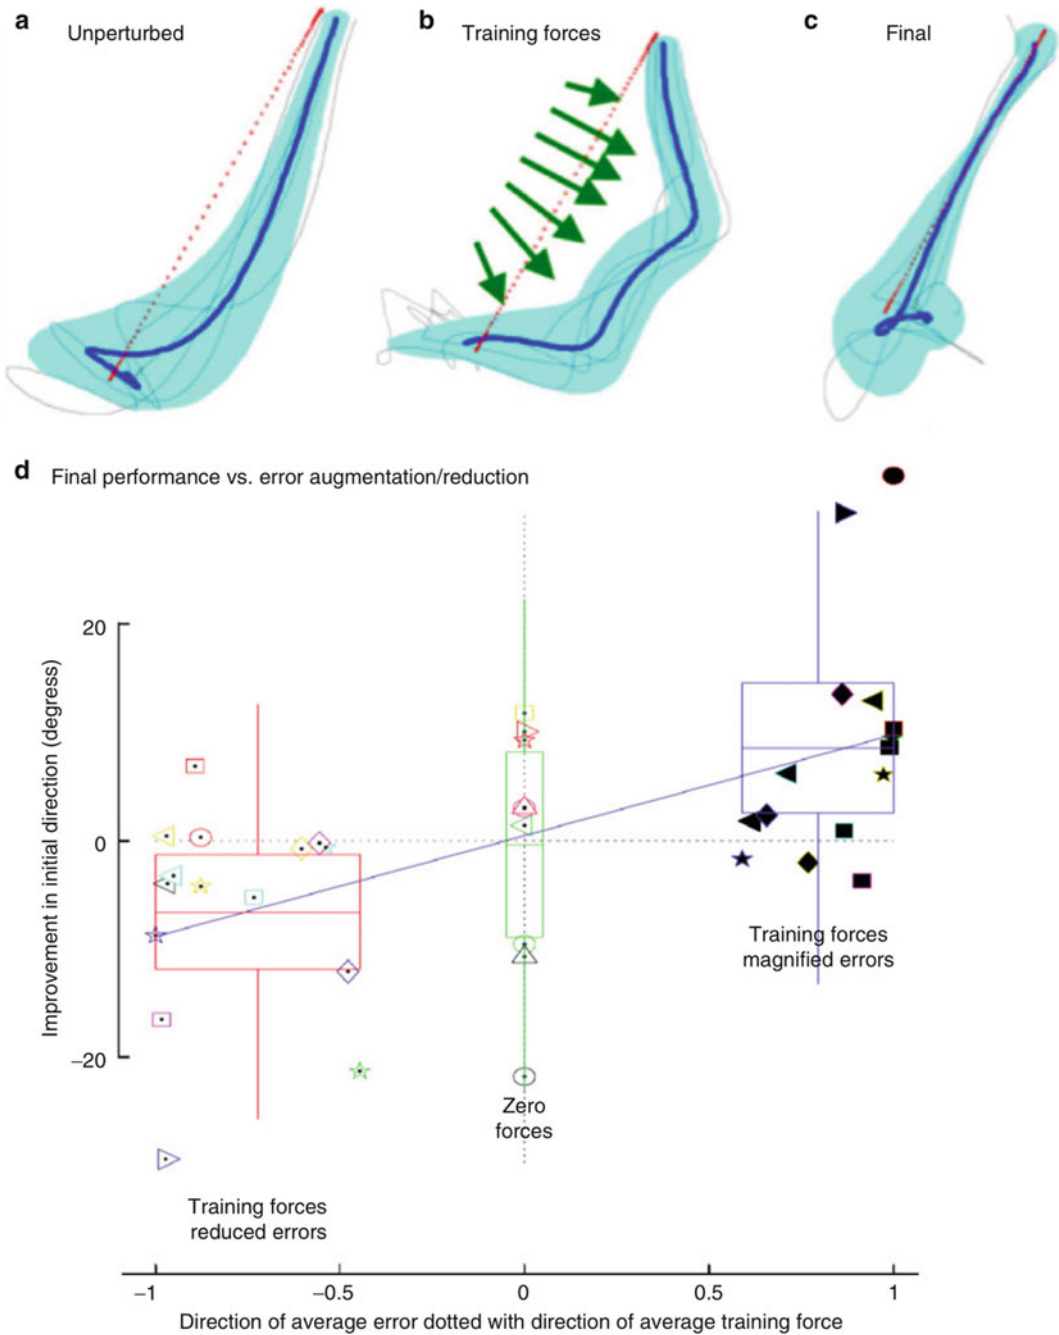 a Unperturbed
b Training forces
c Final
d Final performance vs. error augmentation/reduction
Improvement in initial direction (degress)
20
0
−20
Training forces
magnified errors
Zero
forces
Training forces
reduced errors
−1 −0.5 0 0.5 1
Direction of average error dotted with direction of average training force